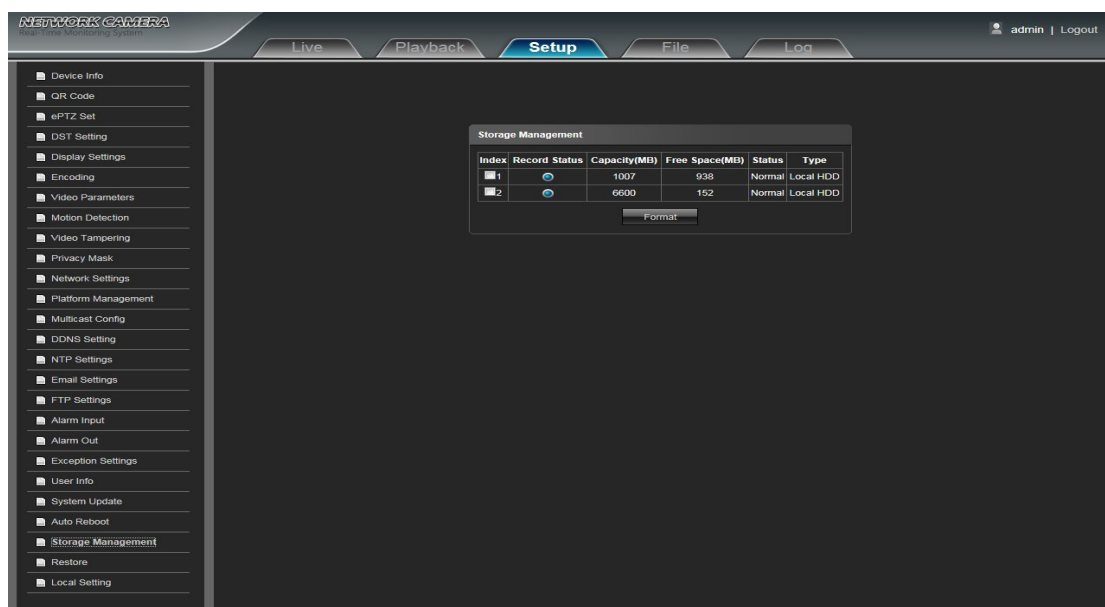 NETWORK CAMERA
Real-Time Monitoring System
admin | Logout
Live Playback Setup File Log
Device Info
QR Code
ePTZ Set
DST Setting
Display Settings
Encoding
Video Parameters
Motion Detection
Video Tampering
Privacy Mask
Network Settings
Platform Management
Multicast Config
DDNS Setting
NTP Settings
Email Settings
FTP Settings
Alarm Input
Alarm Out
Exception Settings
User Info
System Update
Auto Reboot
Storage Management
Restore
Local Setting
Storage Management
Index Record Status Capacity(MB) Free Space(MB) Status Type
1 1007 938 Normal Local HDD
2 6600 152 Normal Local HDD
Format